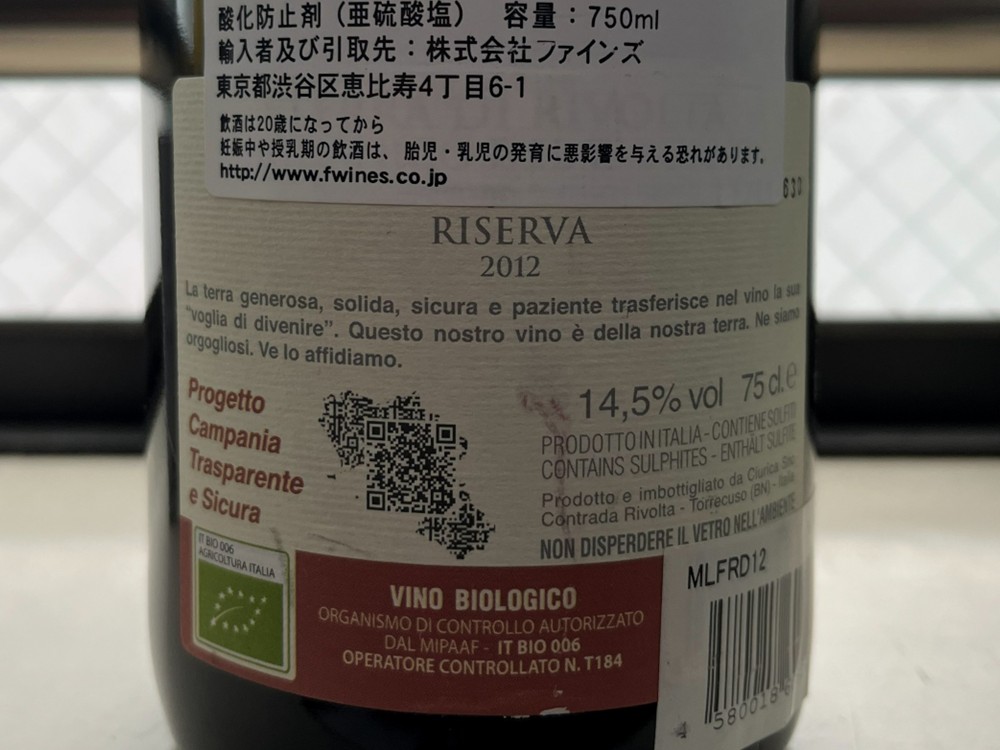 酸化防止剤（亜硫酸塩） 容量：750ml
輸入者及び引取先：株式会社ファインズ
東京都渋谷区恵比寿4丁目6-1
飲酒は20歳になってから
妊娠中や授乳期の飲酒は、胎児・乳児の発育に悪影響を与える恐れがあります。
http://www.fwines.co.jp
630
RISERVA
2012
La terra generosa, solida, sicura e paziente trasferisce nel vino la sua
"voglia di divenire". Questo nostro vino è della nostra terra. Ne siamo
orgogliosi. Ve lo affidiamo.
Progetto
Campania
Trasparente
e Sicura
14,5% vol 75 cl. e
PRODOTTO IN ITALIA - CONTIENE SOLFITI
CONTAINS SULPHITES - ENTHÄLT SULFITE
Prodotto e imbottigliato da Ciurica Snc
Contrada Rivolta - Torrecuso (BN) - Italia
NON DISPERDERE IL VETRO NELL'AMBIENTE
IT BIO 006
AGRICOLTURA ITALIA
VINO BIOLOGICO
ORGANISMO DI CONTROLLO AUTORIZZATO
DAL MIPAAF - IT BIO 006
OPERATORE CONTROLLATO N. T184
MLFRD12
4 580018